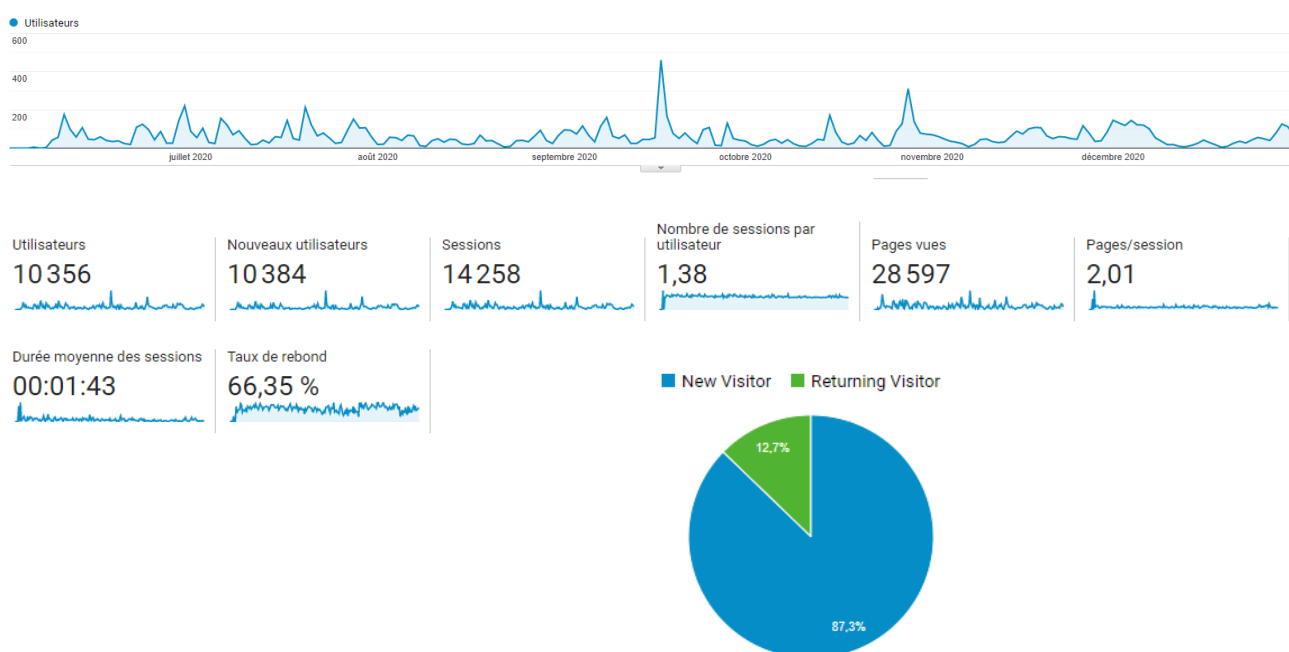 Utilisateurs
600
400
200
juillet 2020 août 2020 septembre 2020 octobre 2020 novembre 2020 décembre 2020
Utilisateurs
10 356
Nouveaux utilisateurs
10 384
Sessions
14 258
Nombre de sessions par
utilisateur
1,38
Pages vues
28 597
Pages/session
2,01
Durée moyenne des sessions
00:01:43
Taux de rebond
66,35 %
New Visitor Returning Visitor
12,7%
87,3%